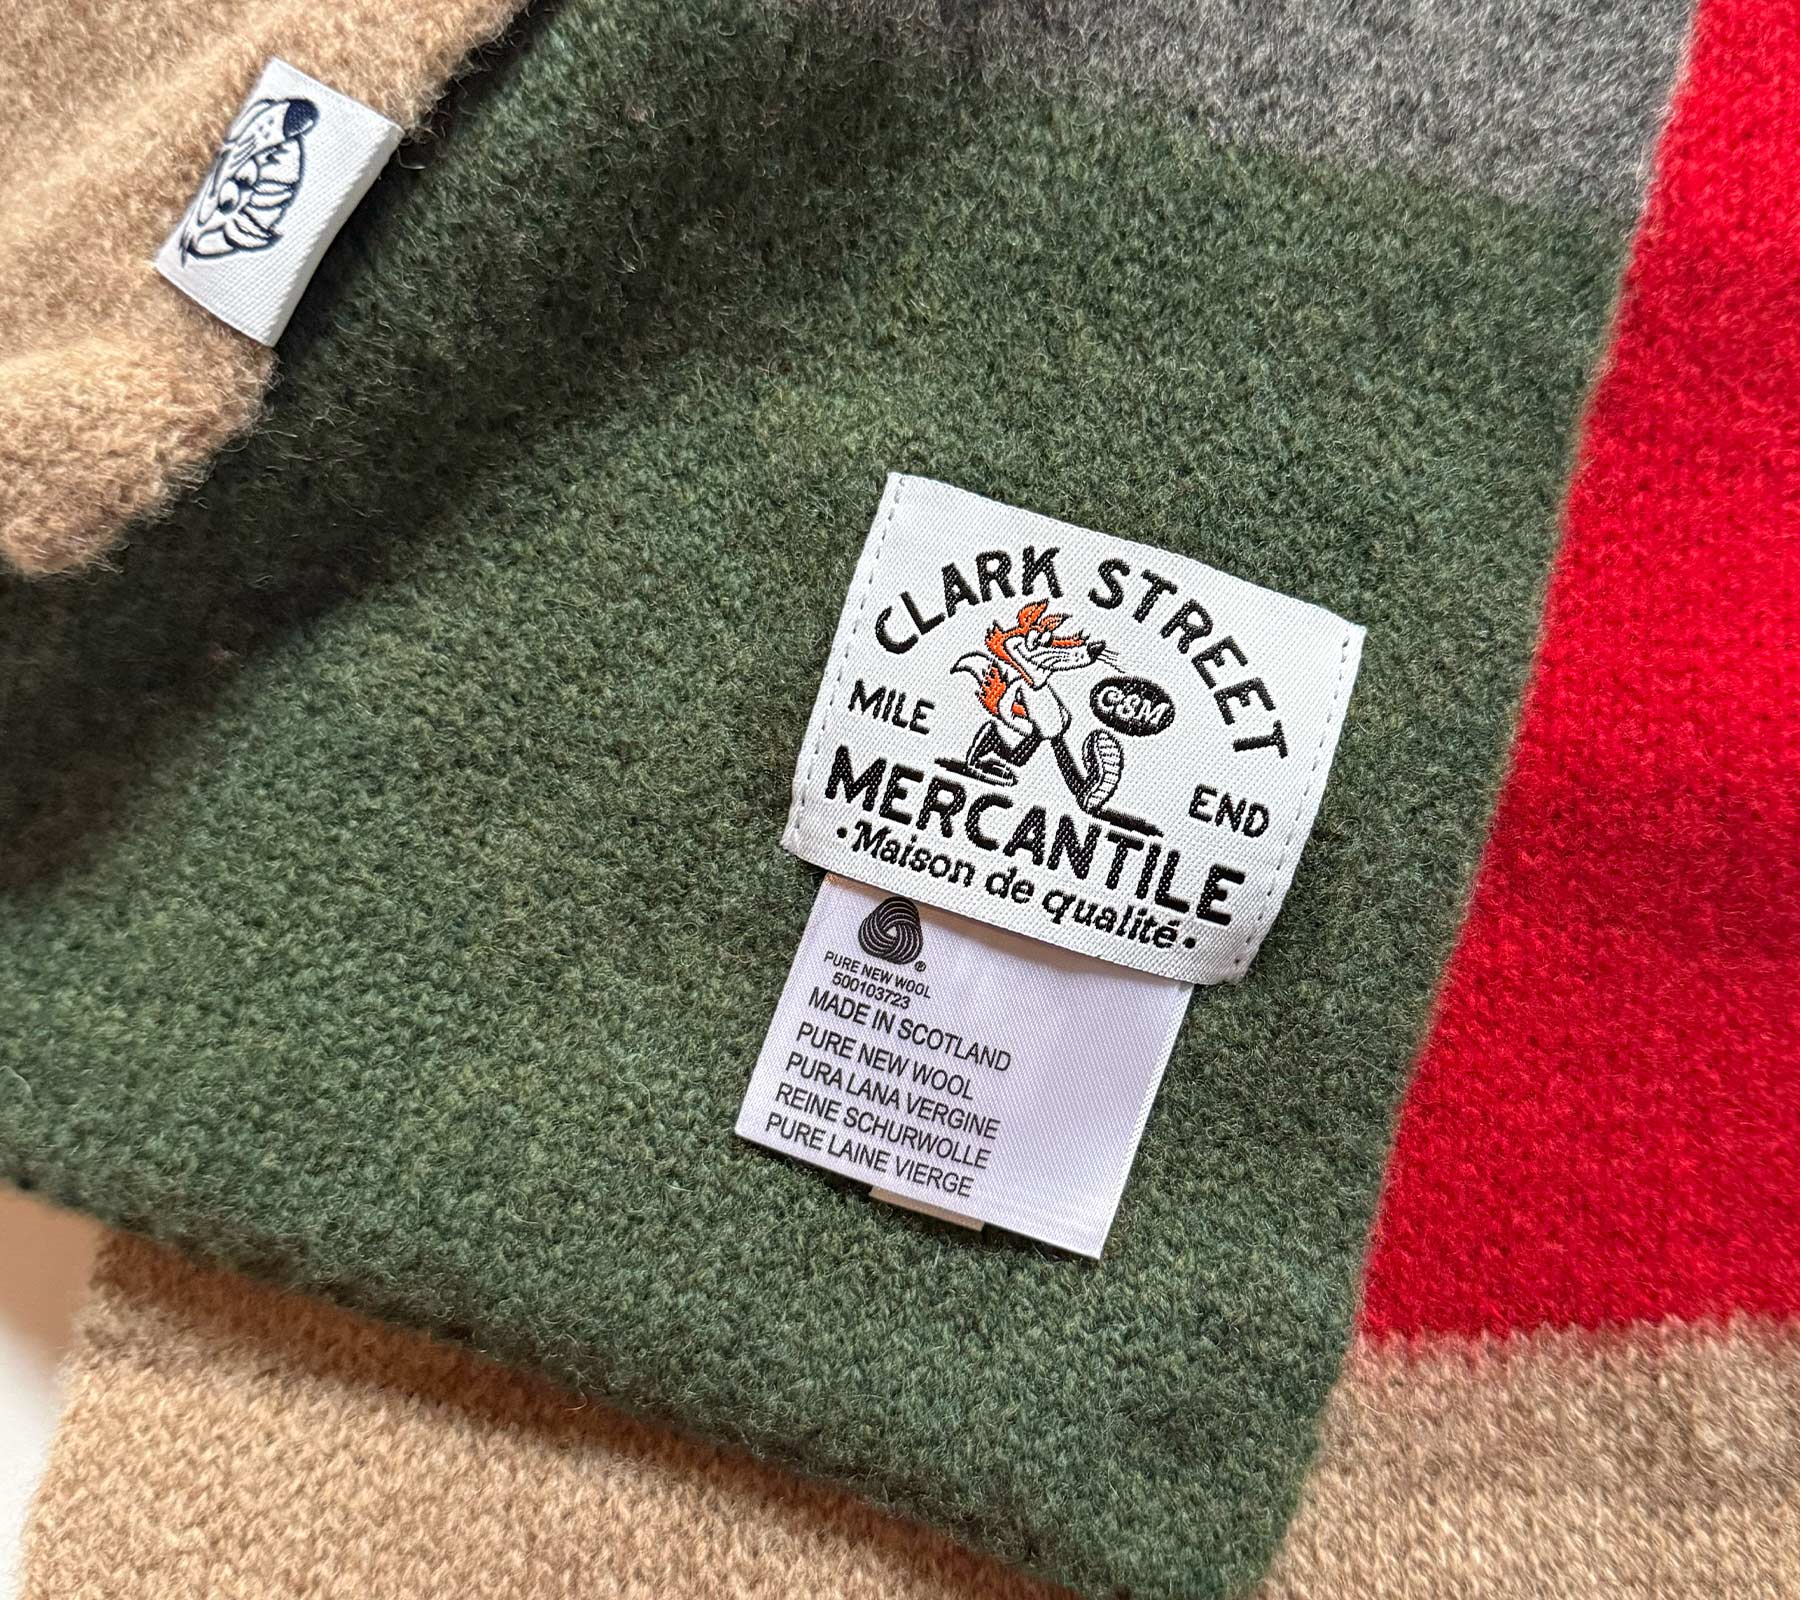 CLARK STREET
MILE
CSM
END
MERCANTILE
• Maison de qualité •
PURE NEW WOOL
500103723
MADE IN SCOTLAND
PURE NEW WOOL
PURA LANA VERGINE
REINE SCHURWOLLE
PURE LAINE VIERGE